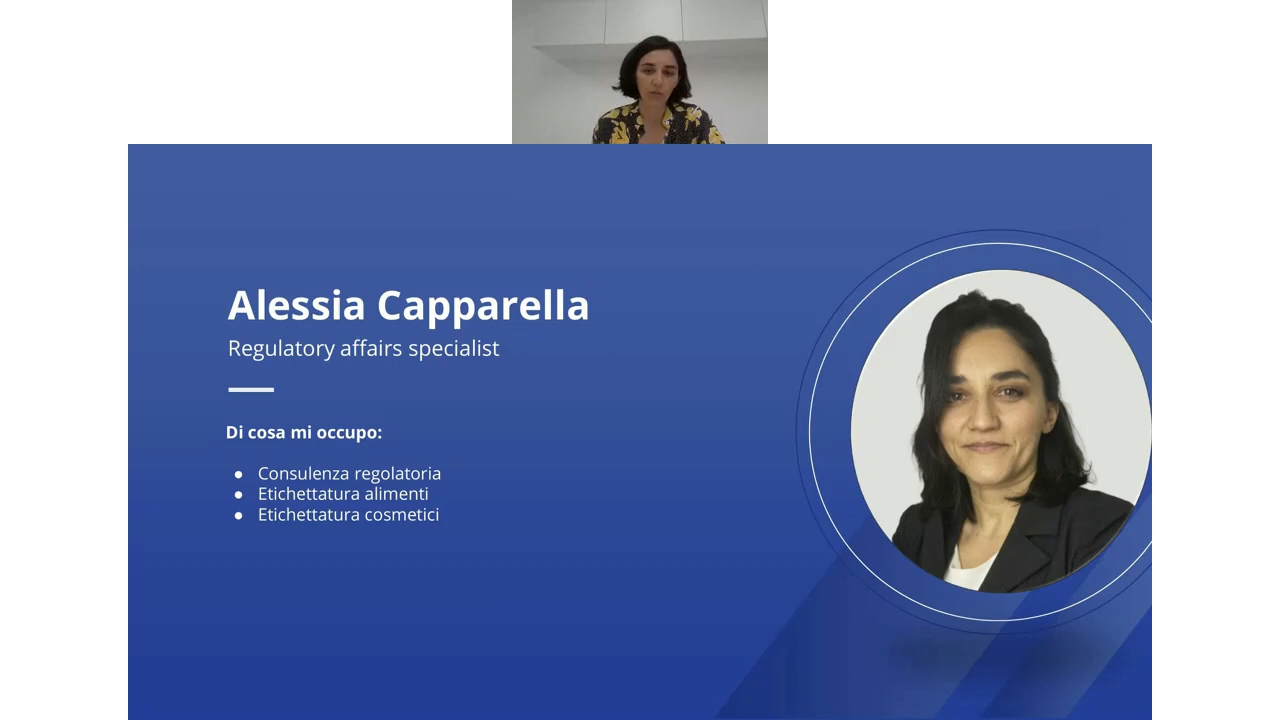 Alessia Capparella
Regulatory affairs specialist
Di cosa mi occupo:
● Consulenza regolatoria
● Etichettatura alimenti
● Etichettatura cosmetici